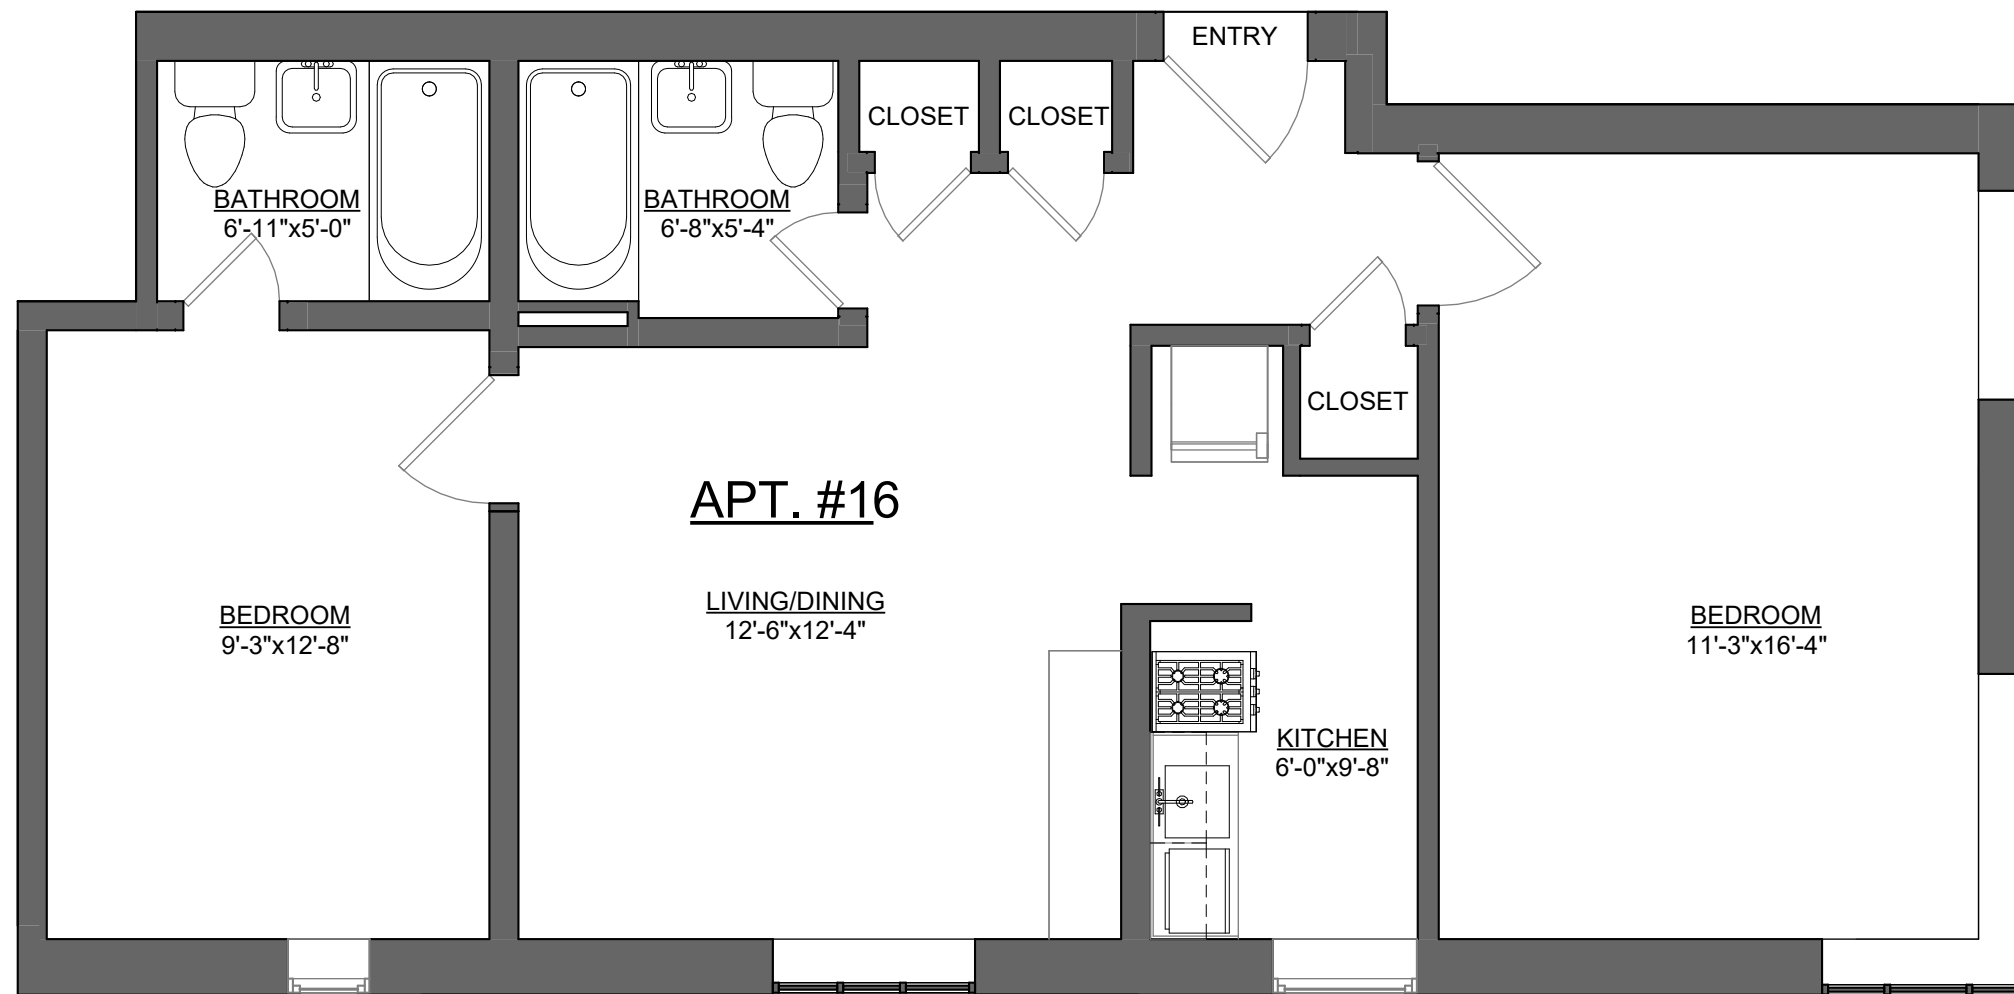 ENTRY
CLOSET
CLOSET
BATHROOM
6'-11"x5'-0"
BATHROOM
6'-8"x5'-4"
CLOSET
APT. #16
LIVING/DINING
12'-6"x12'-4"
BEDROOM
9'-3"x12'-8"
BEDROOM
11'-3"x16'-4"
KITCHEN
6'-0"x9'-8"